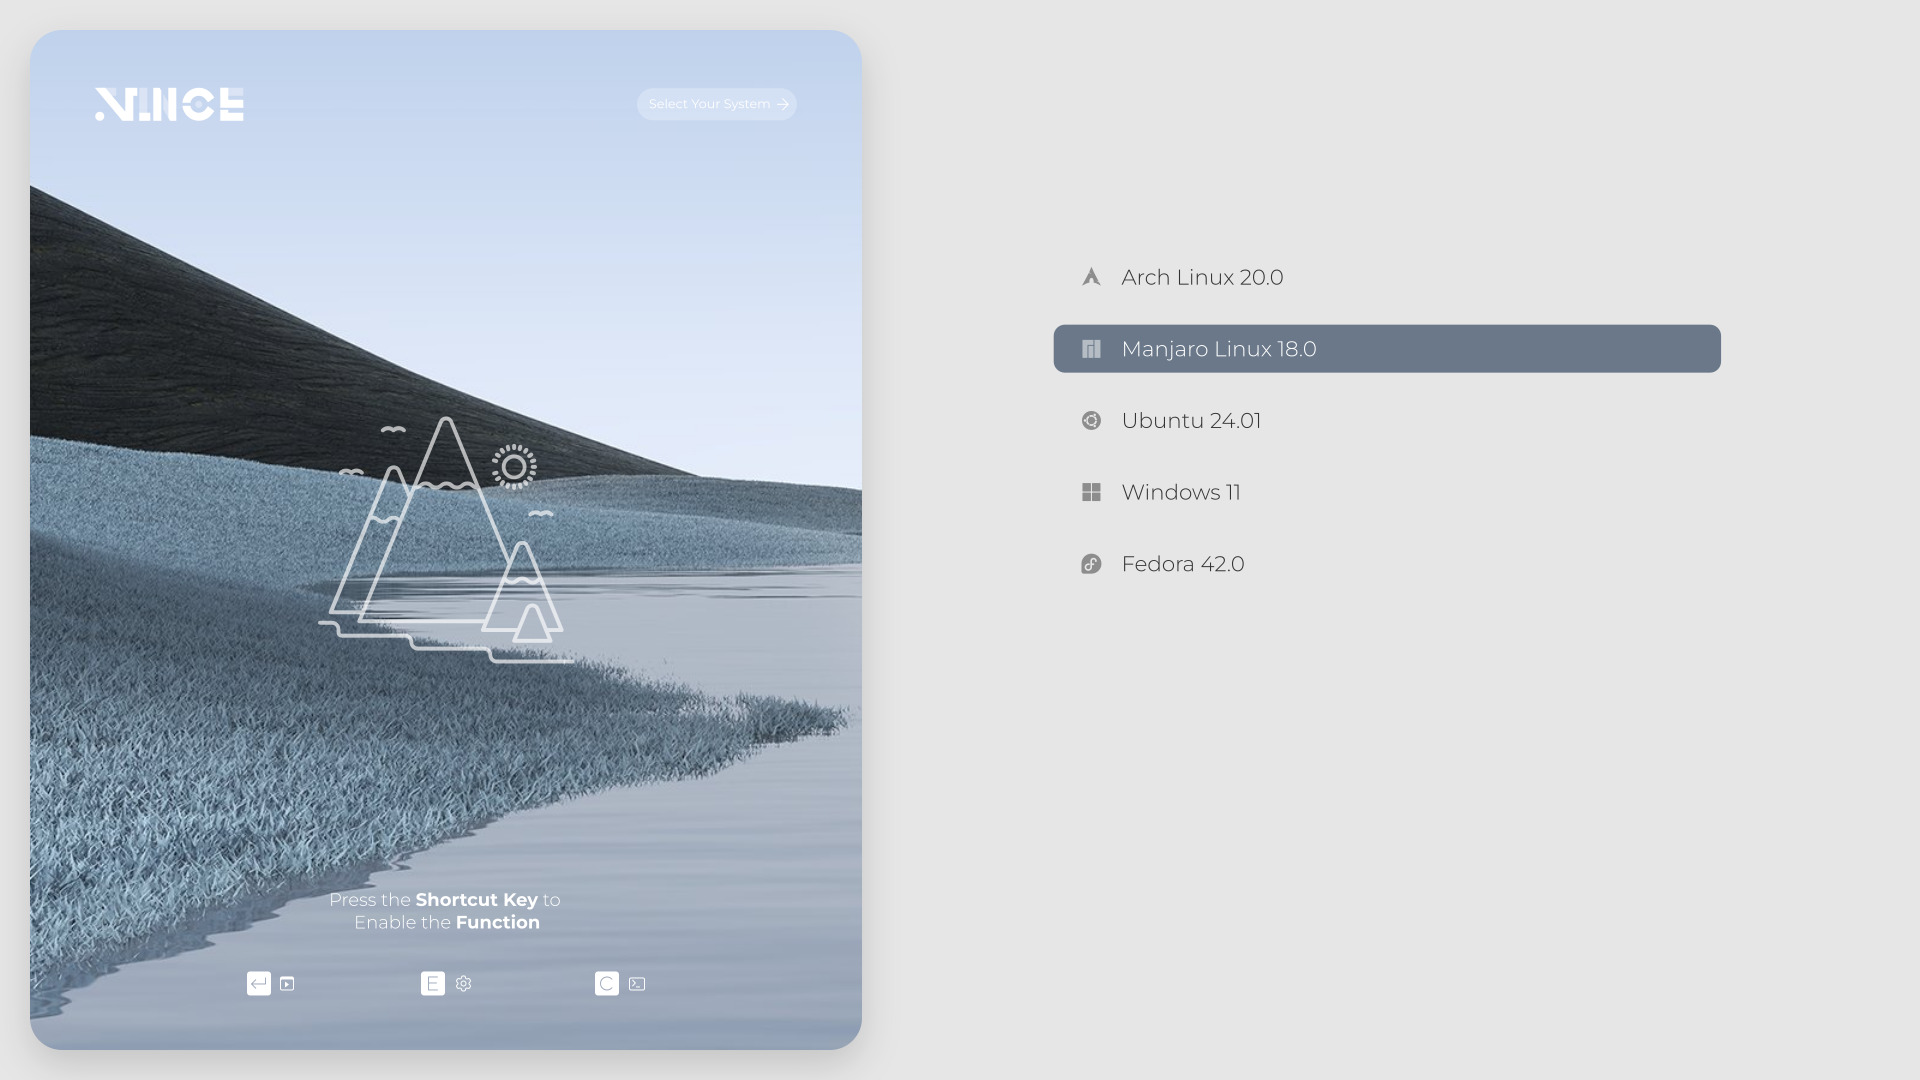 VINCE
Select Your System →
Press the Shortcut Key to
Enable the Function
E
C
Arch Linux 20.0
Manjaro Linux 18.0
Ubuntu 24.01
Windows 11
Fedora 42.0